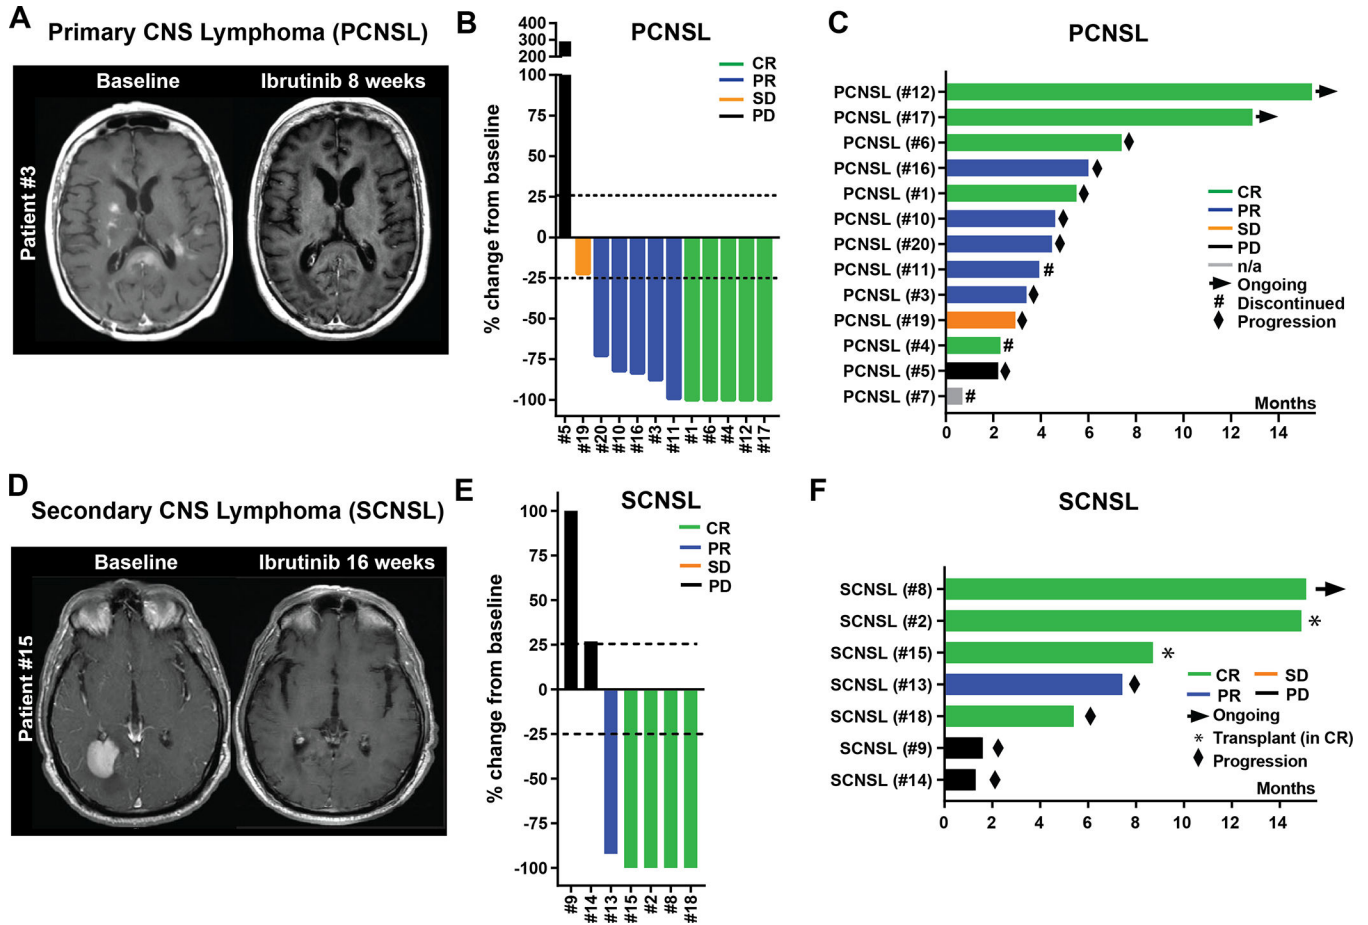 A
Primary CNS Lymphoma (PCNSL)
Baseline
Ibrutinib 8 weeks
Patient #3
B
PCNSL
% change from baseline
400
300
200
100
75
50
25
0
-25
-50
-75
-100
CR
PR
SD
PD
#5
#19
#20
#10
#16
#3
#11
#1
#6
#4
#12
#17
C
PCNSL
PCNSL (#12)
PCNSL (#17)
PCNSL (#6)
PCNSL (#16)
PCNSL (#1)
PCNSL (#10)
PCNSL (#20)
PCNSL (#11)
#
PCNSL (#3)
PCNSL (#19)
PCNSL (#4)
#
PCNSL (#5)
PCNSL (#7)
#
CR
PR
SD
PD
n/a
Ongoing
# Discontinued
Progression
Months
0 2 4 6 8 10 12 14
D
Secondary CNS Lymphoma (SCNSL)
Baseline
Ibrutinib 16 weeks
Patient #15
E
SCNSL
% change from baseline
100
75
50
25
0
-25
-50
-75
-100
CR
PR
SD
PD
#9
#14
#13
#15
#2
#8
#18
F
SCNSL
SCNSL (#8)
SCNSL (#2)
*
SCNSL (#15)
*
SCNSL (#13)
SCNSL (#18)
SCNSL (#9)
SCNSL (#14)
CR SD
PR PD
Ongoing
* Transplant (in CR)
Progression
Months
0 2 4 6 8 10 12 14